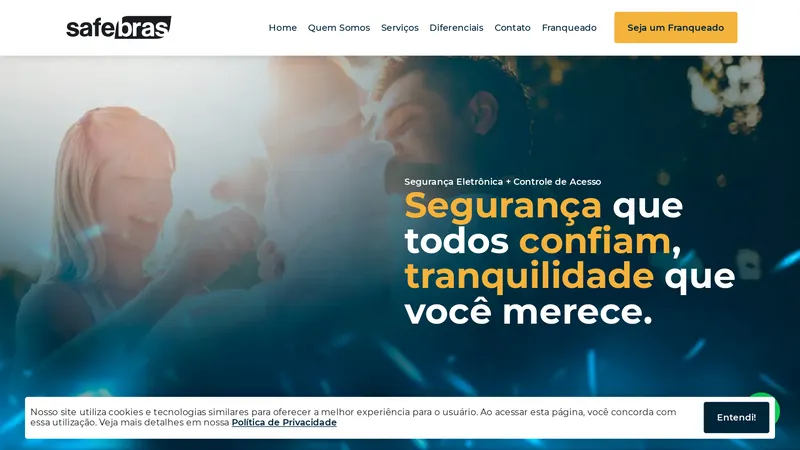 safebras
Home Quem Somos Serviços Diferenciais Contato Franqueado Seja um Franqueado
Segurança Eletrônica + Controle de Acesso
Segurança que
todos confiam,
tranquilidade que
você merece.
Nosso site utiliza cookies e tecnologias similares para oferecer a melhor experiência para o usuário. Ao acessar esta página, você concorda com
essa utilização. Veja mais detalhes em nossa Política de Privacidade
Entendi!